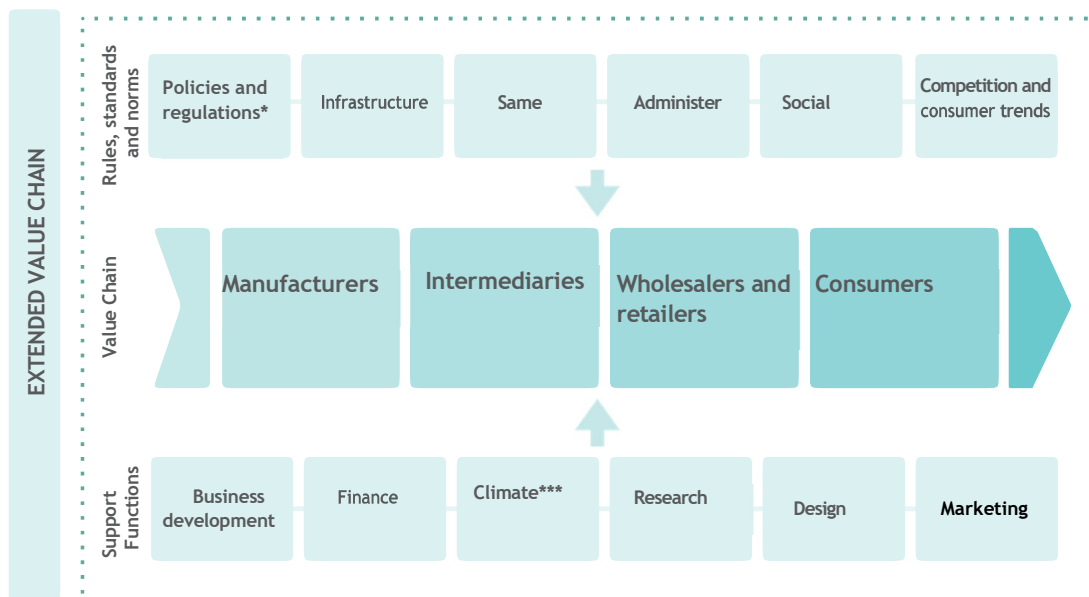 EXTENDED VALUE CHAIN
Rules, standards
and norms
Policies and
regulations*
Infrastructure
Same
Administer
Social
Competition and
consumer trends
Value Chain
Manufacturers
Intermediaries
Wholesalers and
retailers
Consumers
Support
Functions
Business
development
Finance
Climate***
Research
Design
Marketing